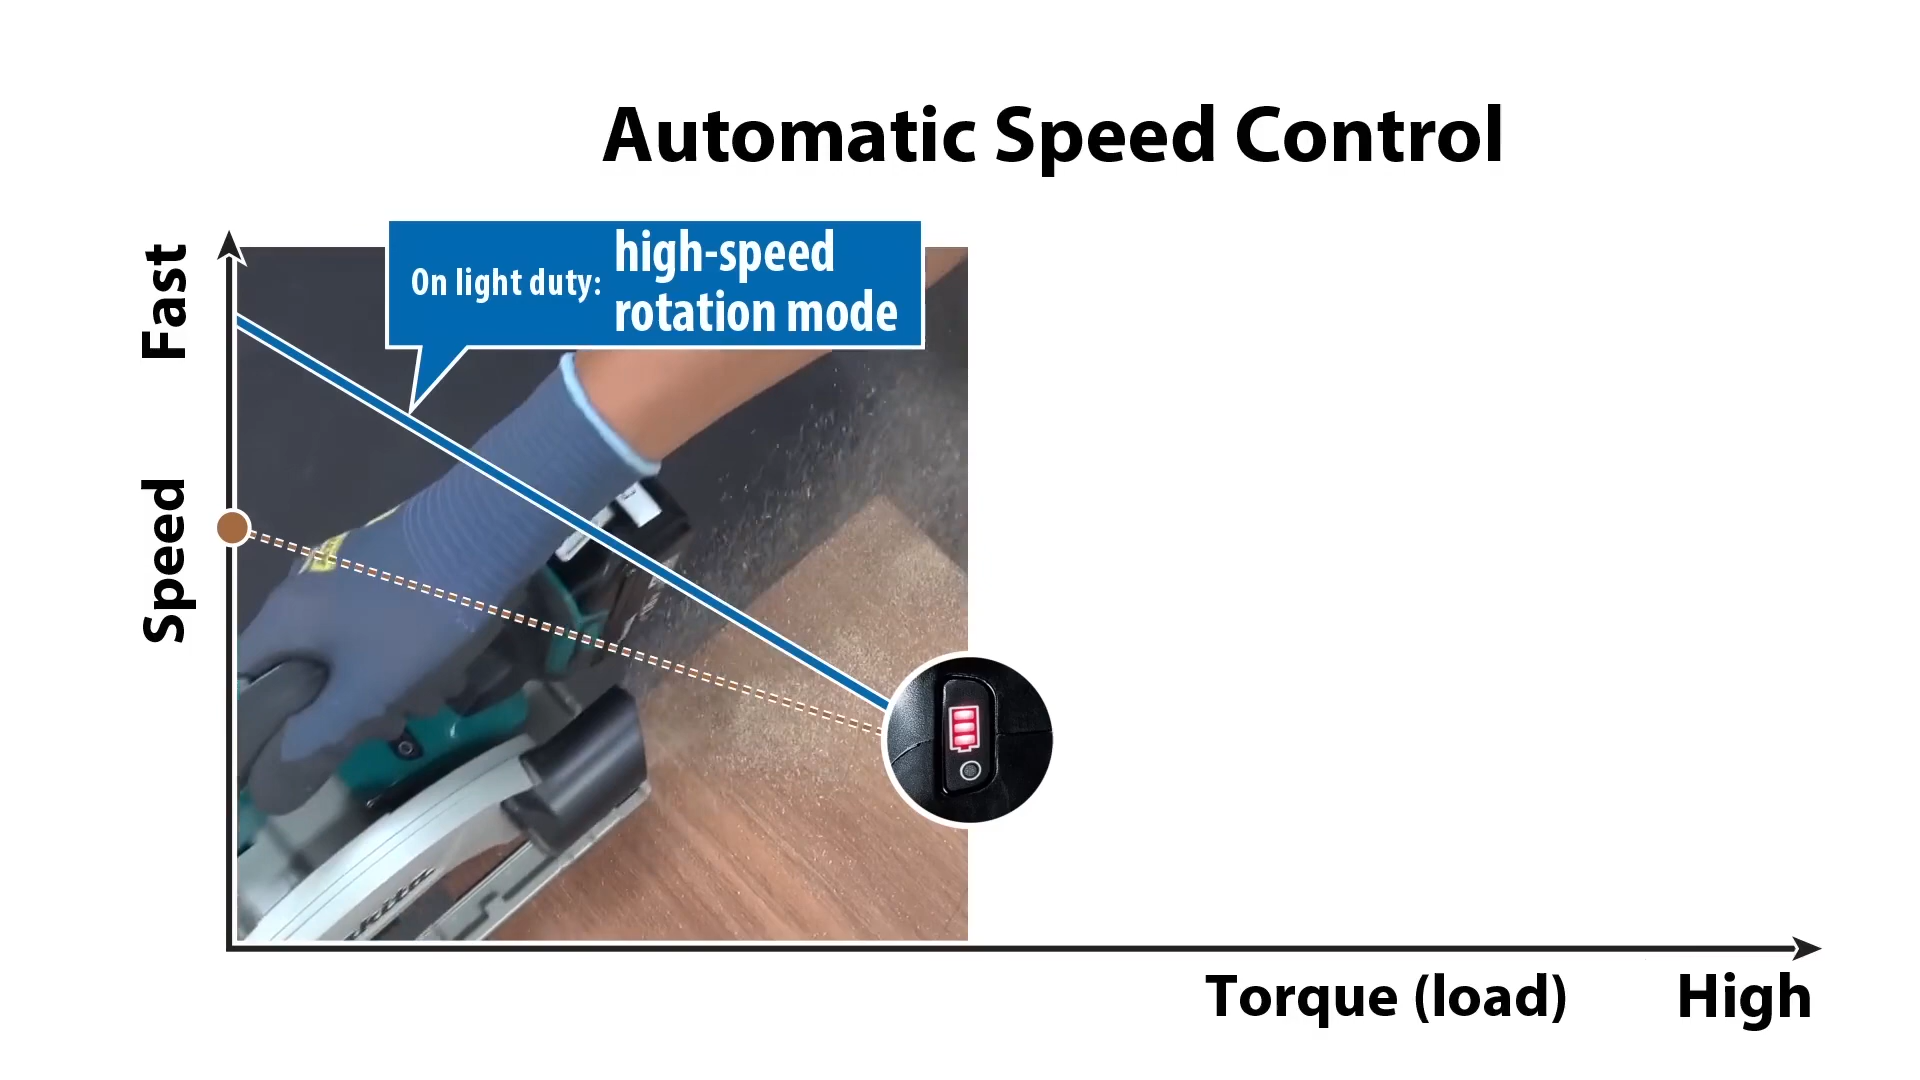 Automatic Speed Control
Fast
Speed
On light duty:
high-speed
rotation mode
Torque (load)
High